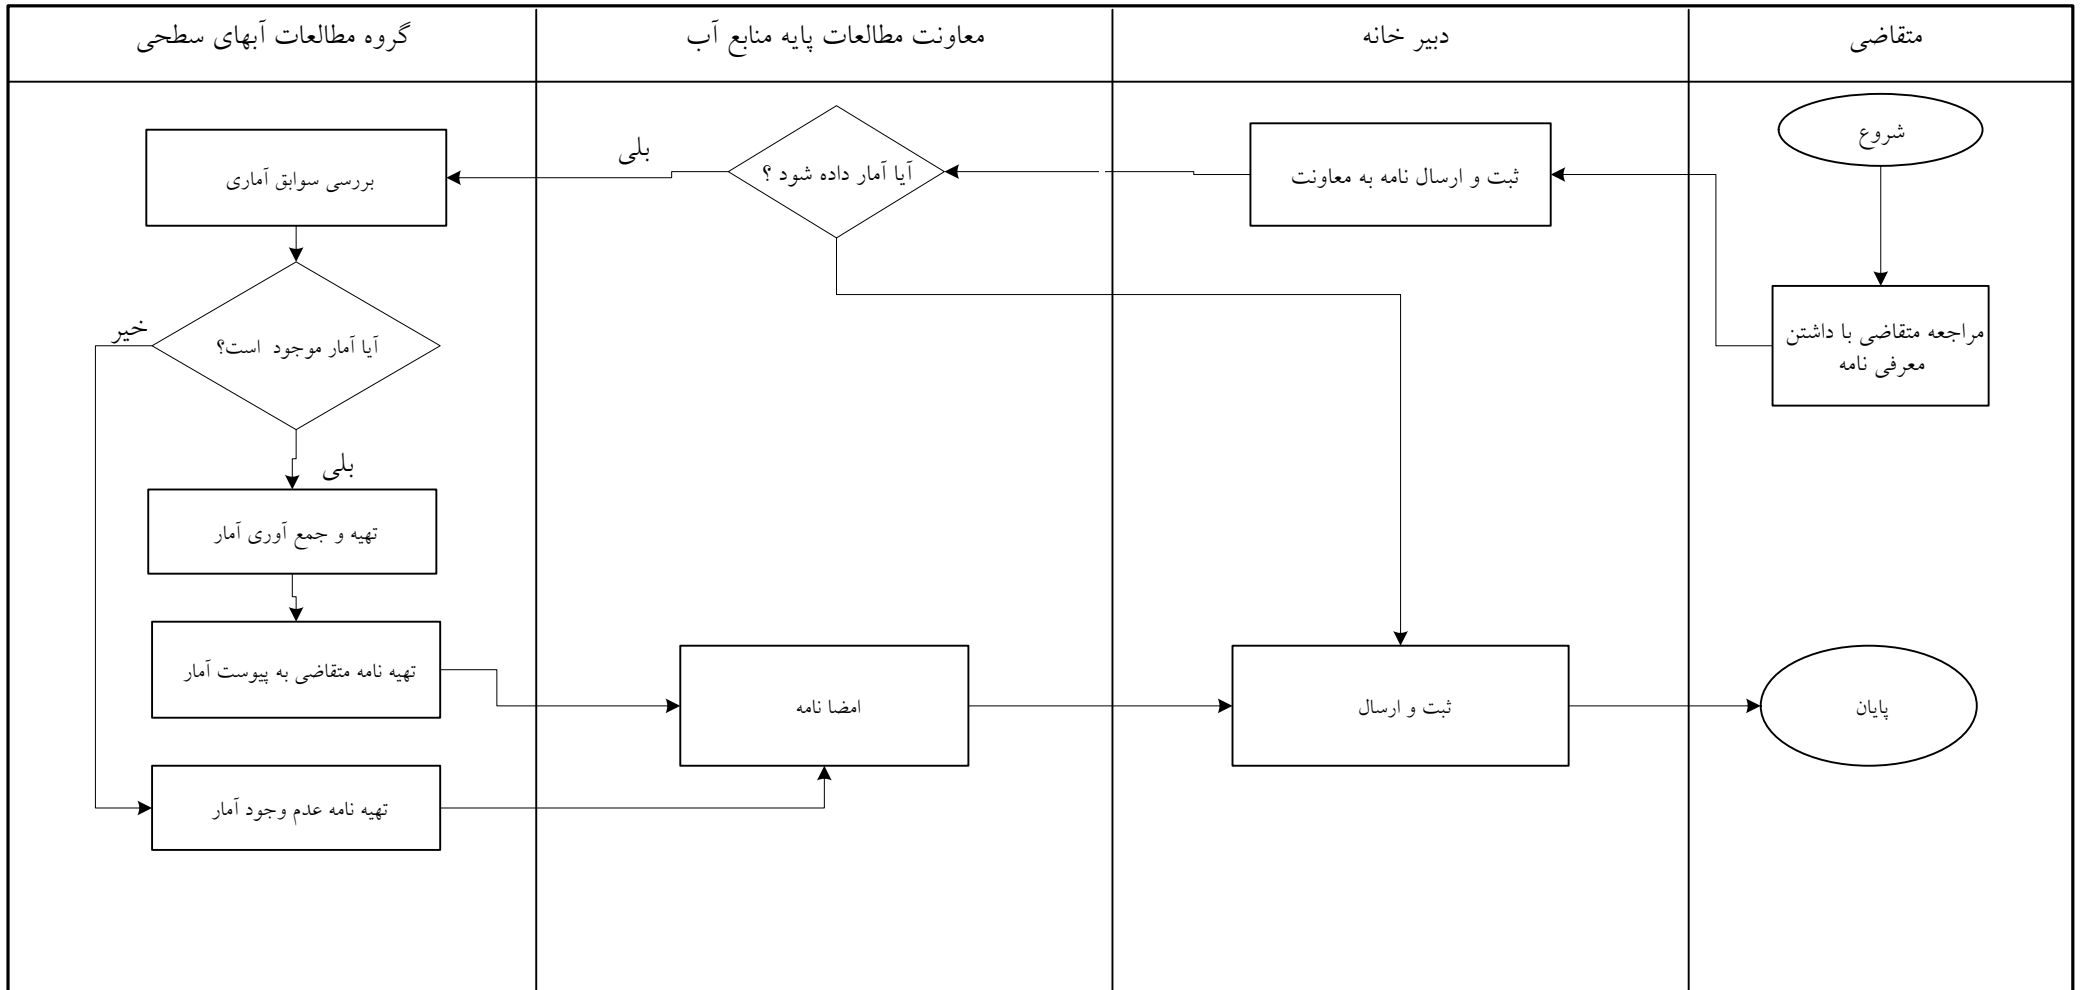 متقاضی
دبیر خانه
معاونت مطالعات پایه منابع آب
گروه مطالعات آبهای سطحی
شروع
مراجعه متقاضی با داشتن
معرفی نامه
ثبت و ارسال نامه به معاونت
آیا آمار داده شود ؟
بلی
بررسی سوابق آماری
آیا آمار موجود است؟
خیر
بلی
تهیه و جمع آوری آمار
تهیه نامه متقاضی به پیوست آمار
تهیه نامه عدم وجود آمار
امضا نامه
ثبت و ارسال
پایان